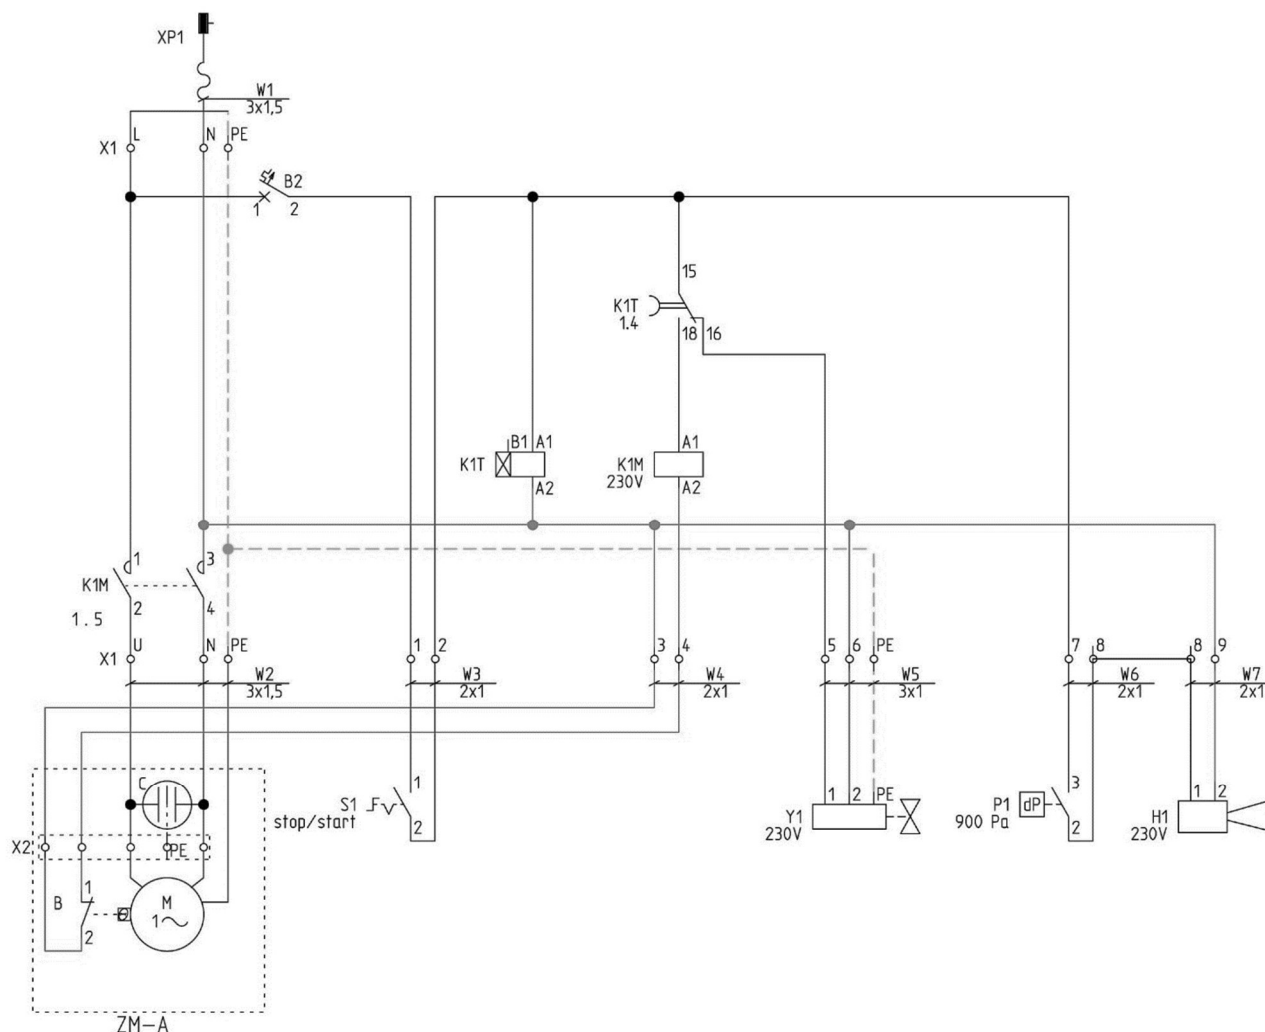 XP1
W1
3x1,5
L N PE
X1
B2
1 2
15
K1T
1.4
18 16
B1 A1
K1T
A2
A1
K1M
230V
A2
1 3
K1M
2 4
1.5
U N PE
X1
W2
3x1,5
1 2
W3
2x1
3 4
W4
2x1
5 6 PE
W5
3x1
7 8
W6
2x1
8 9
W7
2x1
C
X2
PE
B
1
2
M
1~
S1
stop/start
1
2
1 2 PE
Y1
230V
P1
900 Pa
dP
3
2
1 2
H1
230V
ZM-A